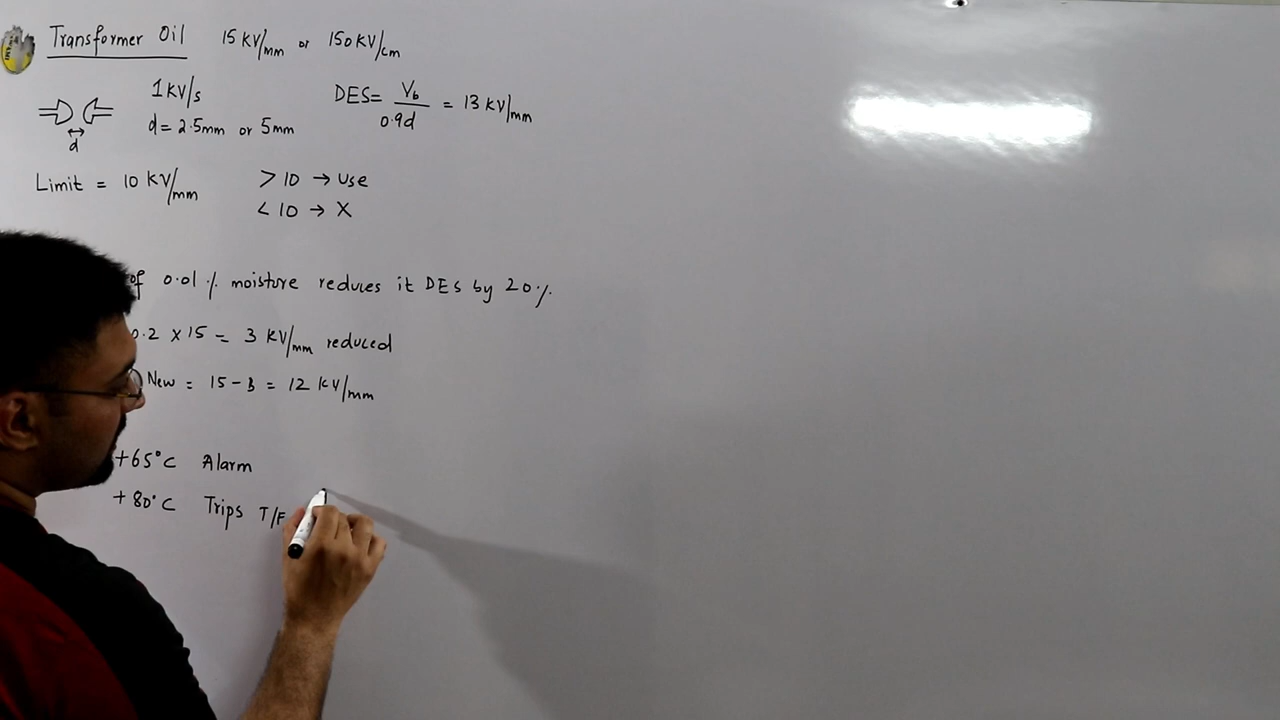 Transformer Oil 15 KV/mm or 150 KV/cm
1 KV/s
d = 2.5mm or 5mm
DES = Vb / 0.9d = 13 KV/mm
d
Limit = 10 KV/mm > 10 → use
< 10 → X
of 0.01 % moisture reduces it DES by 20 %.
0.2 × 15 = 3 KV/mm reduced
New = 15 - 3 = 12 KV/mm
+65°C Alarm
+80°C Trips T/F